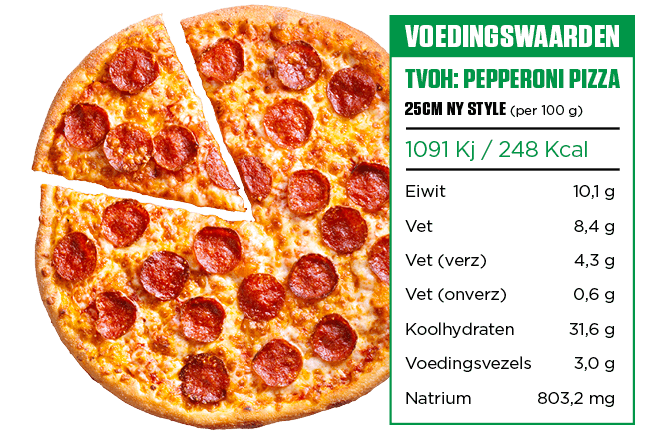 VOEDINGSWAARDEN
TVOH: PEPPERONI PIZZA
25CM NY STYLE (per 100 g)
1091 Kj / 248 Kcal
Eiwit 10,1 g
Vet 8,4 g
Vet (verz) 4,3 g
Vet (onverz) 0,6 g
Koolhydraten 31,6 g
Voedingsvezels 3,0 g
Natrium 803,2 mg